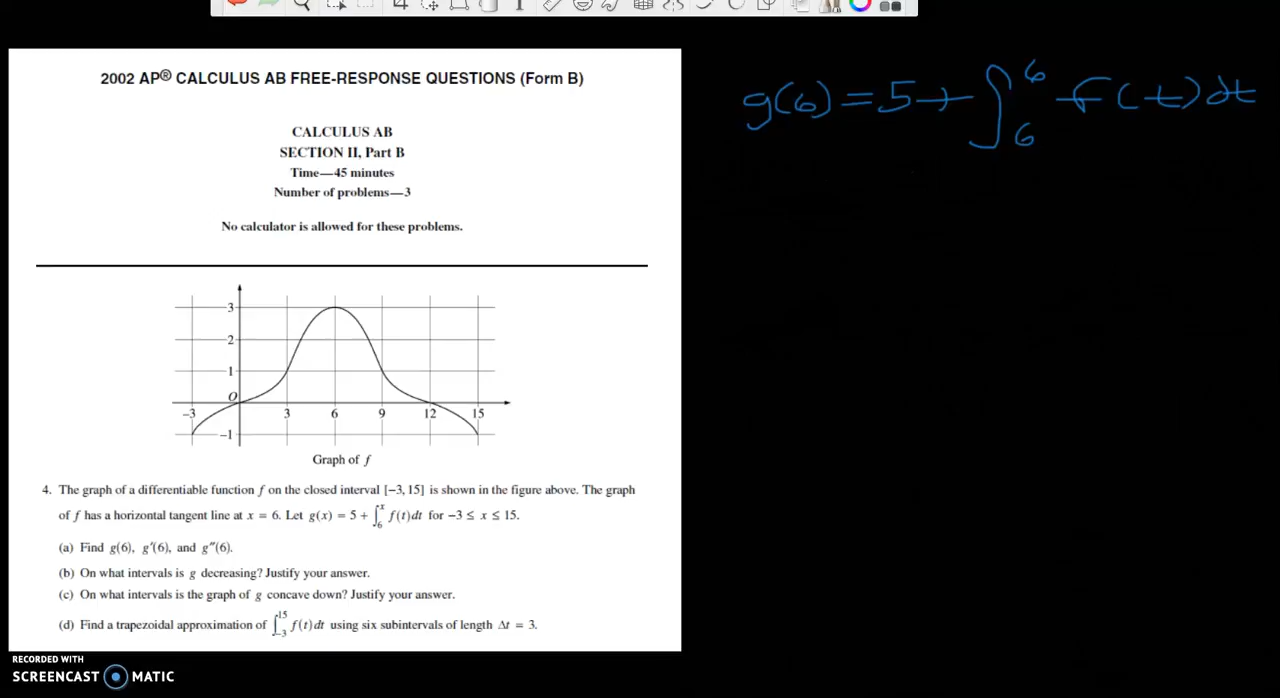 2002 AP® CALCULUS AB FREE-RESPONSE QUESTIONS (Form B)
g(6) = 5 + ∫₆⁶ f(t)dt
CALCULUS AB
SECTION II, Part B
Time—45 minutes
Number of problems—3
No calculator is allowed for these problems.
3
2
1
O
-3 3 6 9 12 15
-1
Graph of f
4. The graph of a differentiable function f on the closed interval [−3, 15] is shown in the figure above. The graph
of f has a horizontal tangent line at x = 6. Let g(x) = 5 + ∫₆ˣ f(t)dt for −3 ≤ x ≤ 15.
(a) Find g(6), g′(6), and g″(6).
(b) On what intervals is g decreasing? Justify your answer.
(c) On what intervals is the graph of g concave down? Justify your answer.
(d) Find a trapezoidal approximation of ∫₋₃¹⁵ f(t)dt using six subintervals of length Δt = 3.
RECORDED WITH
SCREENCAST MATIC